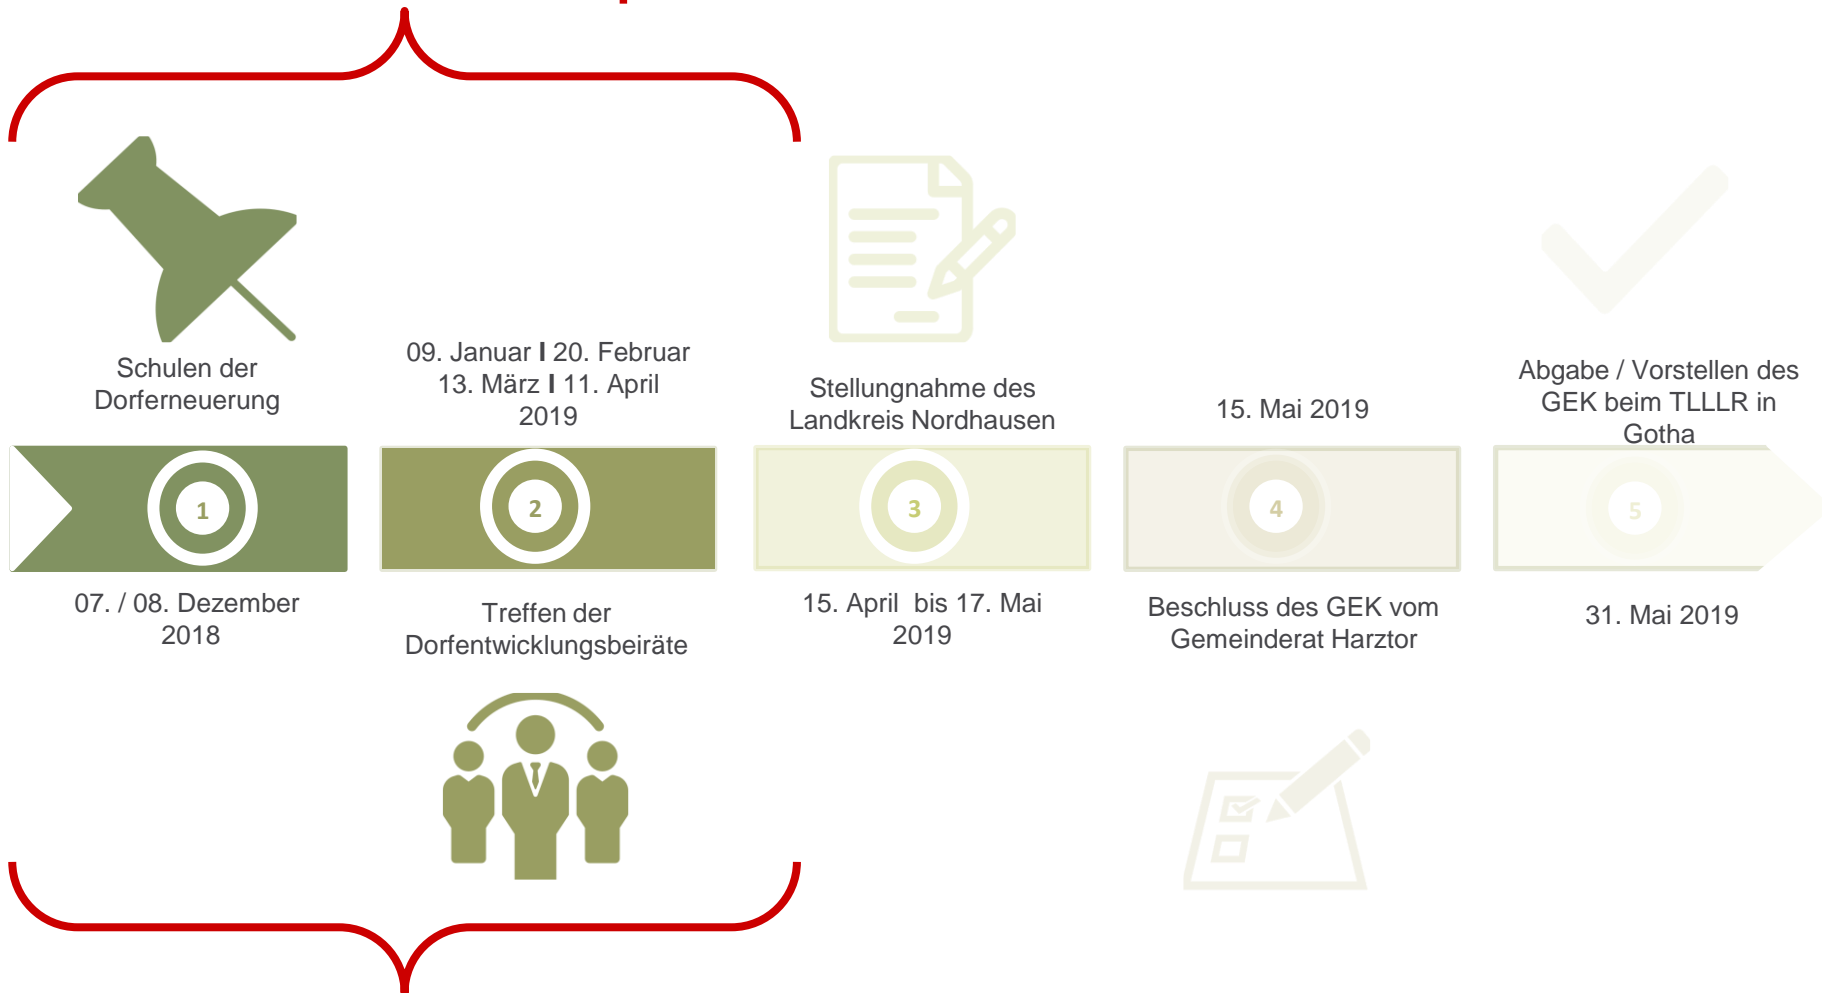 Schulen der
Dorferneuerung
1
07. / 08. Dezember
2018
09. Januar I 20. Februar
13. März I 11. April
2019
2
Treffen der
Dorfentwicklungsbeiräte
Stellungnahme des
Landkreis Nordhausen
3
15. April bis 17. Mai
2019
15. Mai 2019
4
Beschluss des GEK vom
Gemeinderat Harztor
Abgabe / Vorstellen des
GEK beim TLLLR in
Gotha
5
31. Mai 2019